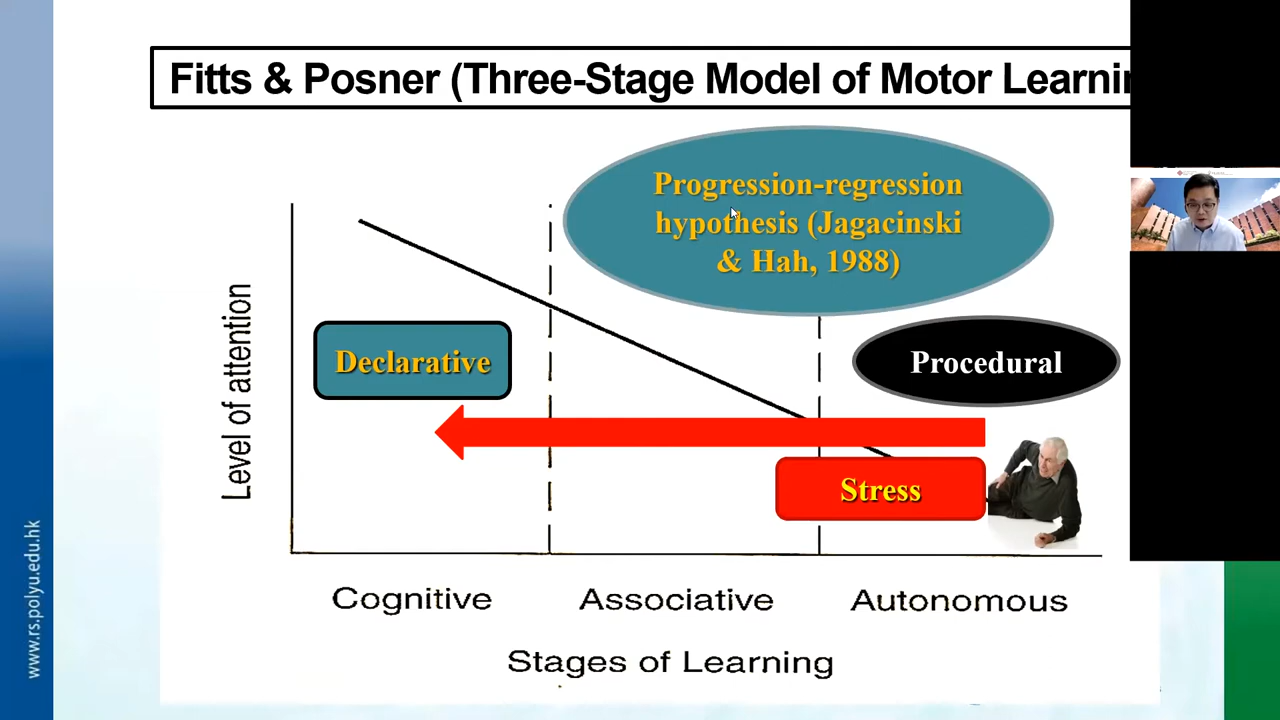 Fitts & Posner (Three-Stage Model of Motor Learnin
Progression-regression
hypothesis (Jagacinski
& Hah, 1988)
Declarative
Procedural
Stress
Level of attention
Cognitive
Associative
Autonomous
Stages of Learning
www.rs.polyu.edu.hk